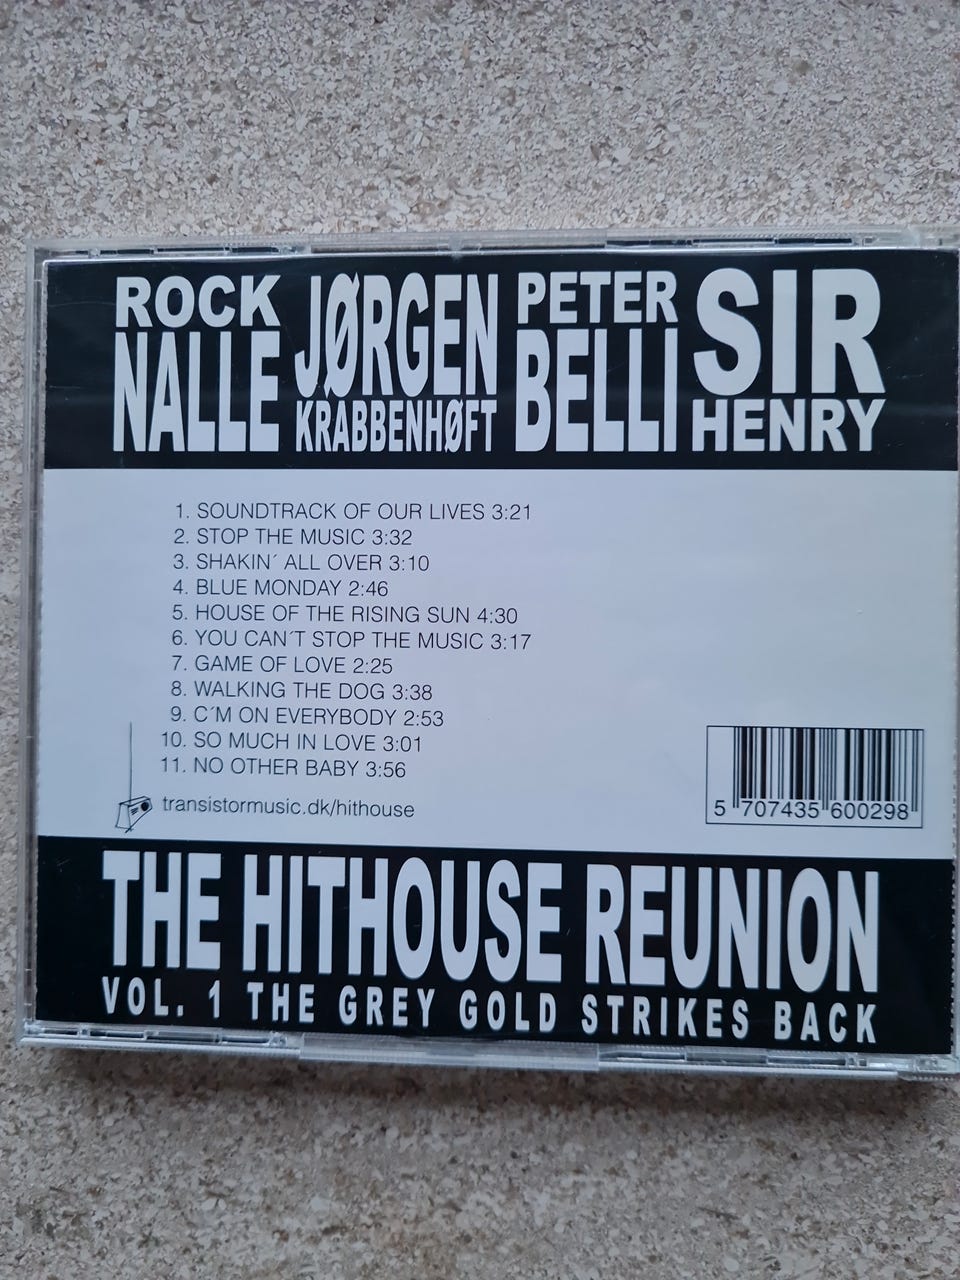 ROCK NALLE
JØRGEN KRABBENHØFT
PETER BELLI
SIR HENRY
1. SOUNDTRACK OF OUR LIVES 3:21
2. STOP THE MUSIC 3:32
3. SHAKIN´ ALL OVER 3:10
4. BLUE MONDAY 2:46
5. HOUSE OF THE RISING SUN 4:30
6. YOU CAN´T STOP THE MUSIC 3:17
7. GAME OF LOVE 2:25
8. WALKING THE DOG 3:38
9. C´M ON EVERYBODY 2:53
10. SO MUCH IN LOVE 3:01
11. NO OTHER BABY 3:56
transistormusic.dk/hithouse
5 707435 600298
THE HITHOUSE REUNION
VOL. 1 THE GREY GOLD STRIKES BACK